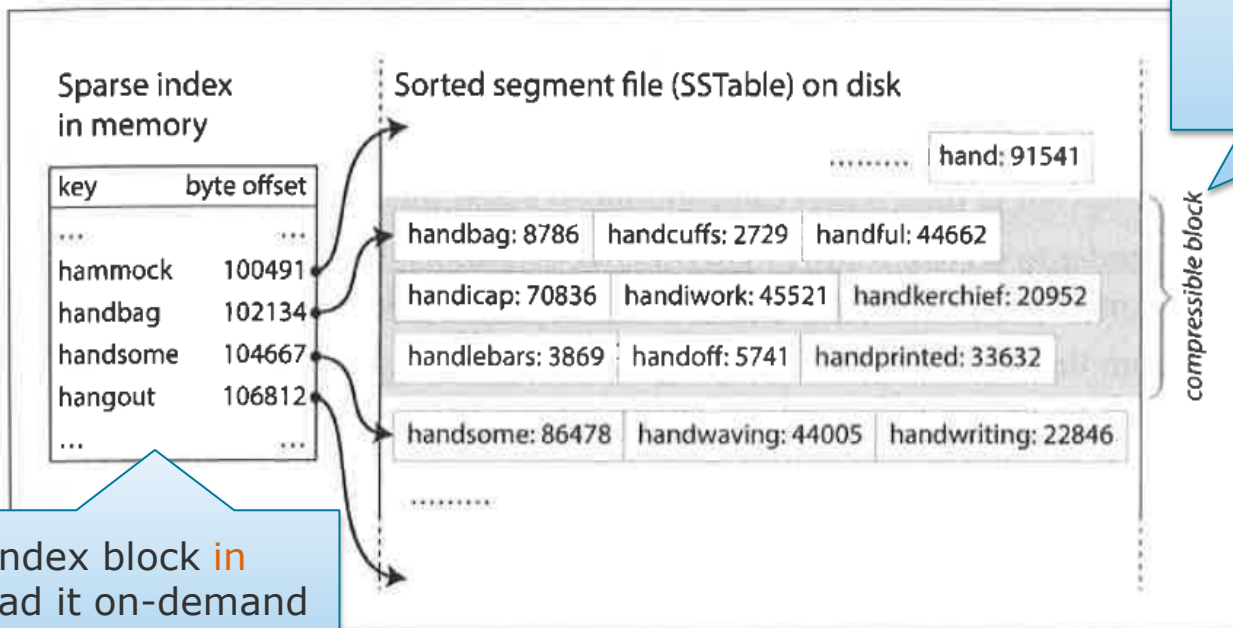 Sparse index
in memory
key byte offset
... ...
hammock 100491
handbag 102134
handsome 104667
hangout 106812
... ...
Sorted segment file (SSTable) on disk
......... hand: 91541
handbag: 8786 handcuffs: 2729 handful: 44662
handicap: 70836 handiwork: 45521 handkerchief: 20952
handlebars: 3869 handoff: 5741 handprinted: 33632
handsome: 86478 handwaving: 44005 handwriting: 22846
.........
compressible block
ndex block in
ad it on-demand